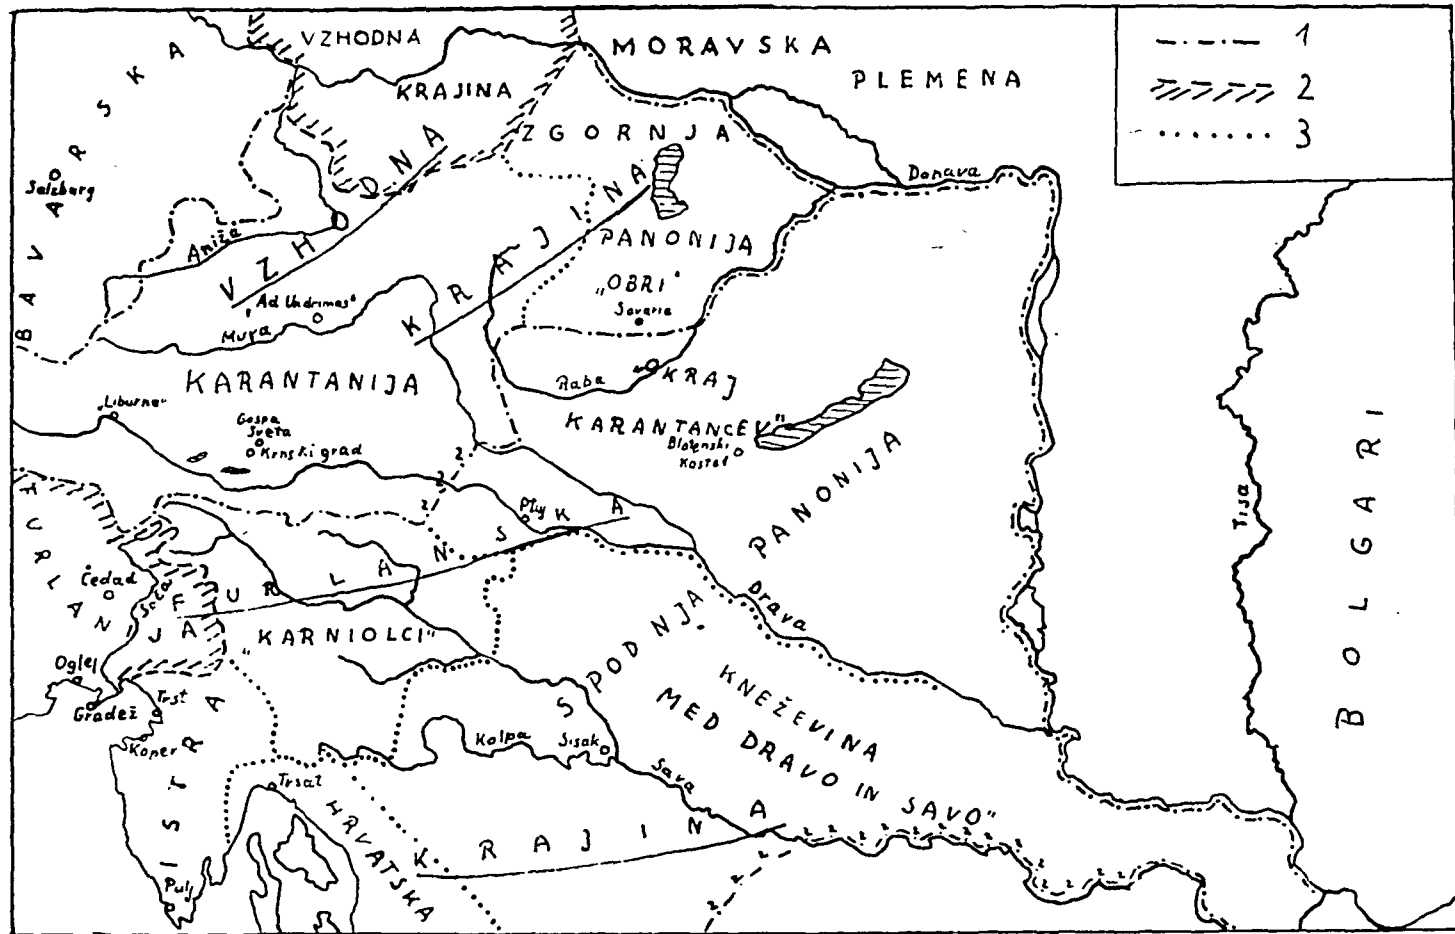 BAVARSKA
VZHODNA
KRAJINA
MORAVSKA
PLEMENA
1
2
3
Salzburg
Aniža
VZHODNA
KRAJINA
ZGORNJA
PANONIJA
Donava
„Ad Undrimas“
Mura
„OBRI“
Savaria
KARANTANIJA
Raba
„KRAJ
KARANTANCEV“
Blatenski
Kostel
„Liburna“
Gospa
Sveta
Krnski grad
Ptuj
SPODNJA
PANONIJA
Tisa
BOLGARI
FURLANIJA
Čedad
Soča
FURLANSKA
KRAJINA
„KARNIOLCI“
Drava
Oglej
Gradež
Trst
Koper
ISTRA
Pulj
Trsat
HRVATSKA
Kolpa
Sisak
Sava
KNEŽEVINA
MED DRAVO IN SAVO“